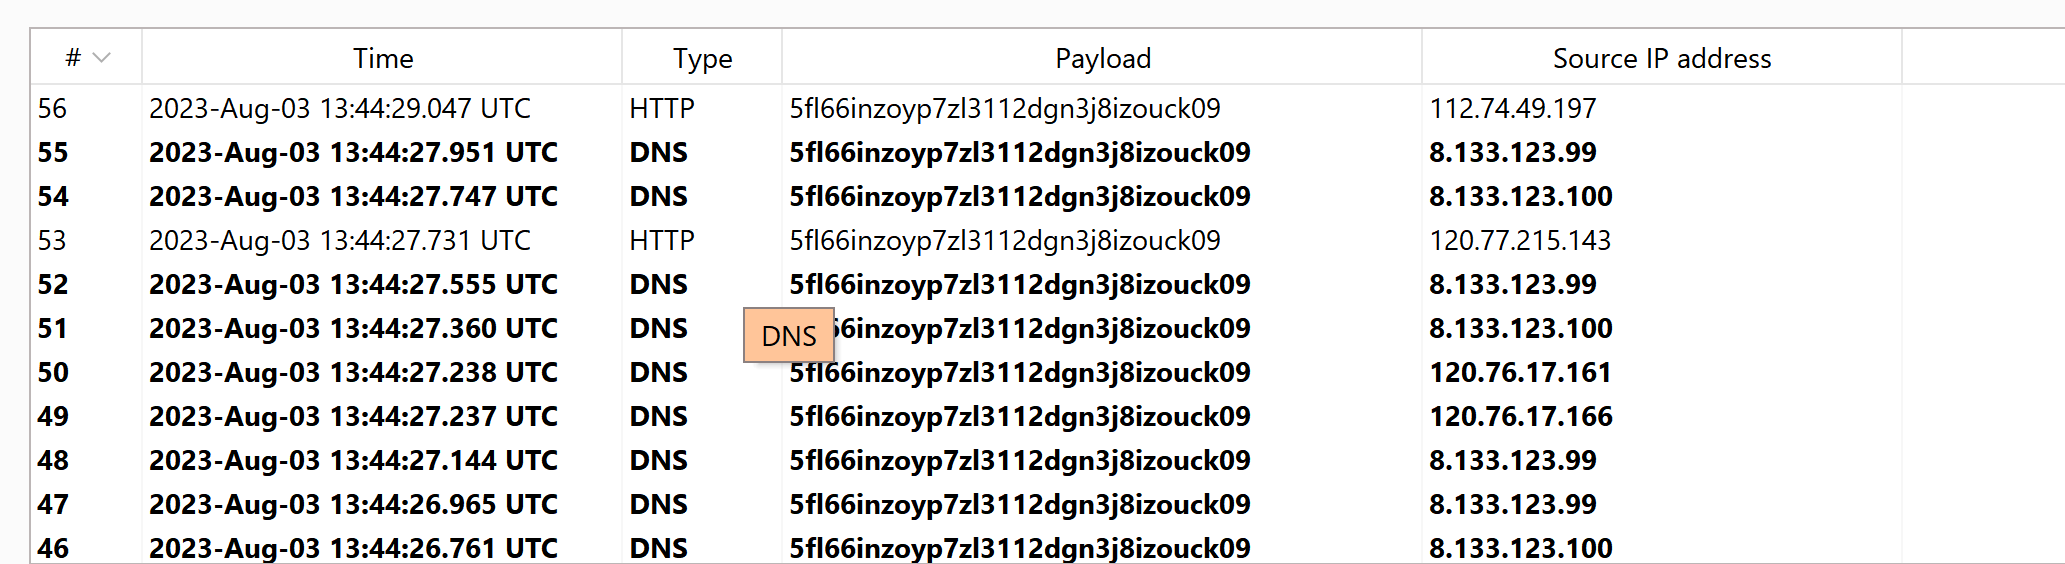 # Time Type Payload Source IP address
56 2023-Aug-03 13:44:29.047 UTC HTTP 5fl66inzoyp7zl3112dgn3j8izouck09 112.74.49.197
55 2023-Aug-03 13:44:27.951 UTC DNS 5fl66inzoyp7zl3112dgn3j8izouck09 8.133.123.99
54 2023-Aug-03 13:44:27.747 UTC DNS 5fl66inzoyp7zl3112dgn3j8izouck09 8.133.123.100
53 2023-Aug-03 13:44:27.731 UTC HTTP 5fl66inzoyp7zl3112dgn3j8izouck09 120.77.215.143
52 2023-Aug-03 13:44:27.555 UTC DNS 5fl66inzoyp7zl3112dgn3j8izouck09 8.133.123.99
51 2023-Aug-03 13:44:27.360 UTC DNS 66inzoyp7zl3112dgn3j8izouck09 8.133.123.100
DNS
50 2023-Aug-03 13:44:27.238 UTC DNS 5fl66inzoyp7zl3112dgn3j8izouck09 120.76.17.161
49 2023-Aug-03 13:44:27.237 UTC DNS 5fl66inzoyp7zl3112dgn3j8izouck09 120.76.17.166
48 2023-Aug-03 13:44:27.144 UTC DNS 5fl66inzoyp7zl3112dgn3j8izouck09 8.133.123.99
47 2023-Aug-03 13:44:26.965 UTC DNS 5fl66inzoyp7zl3112dgn3j8izouck09 8.133.123.99
46 2023-Aug-03 13:44:26.761 UTC DNS 5fl66inzoyp7zl3112dgn3j8izouck09 8.133.123.100